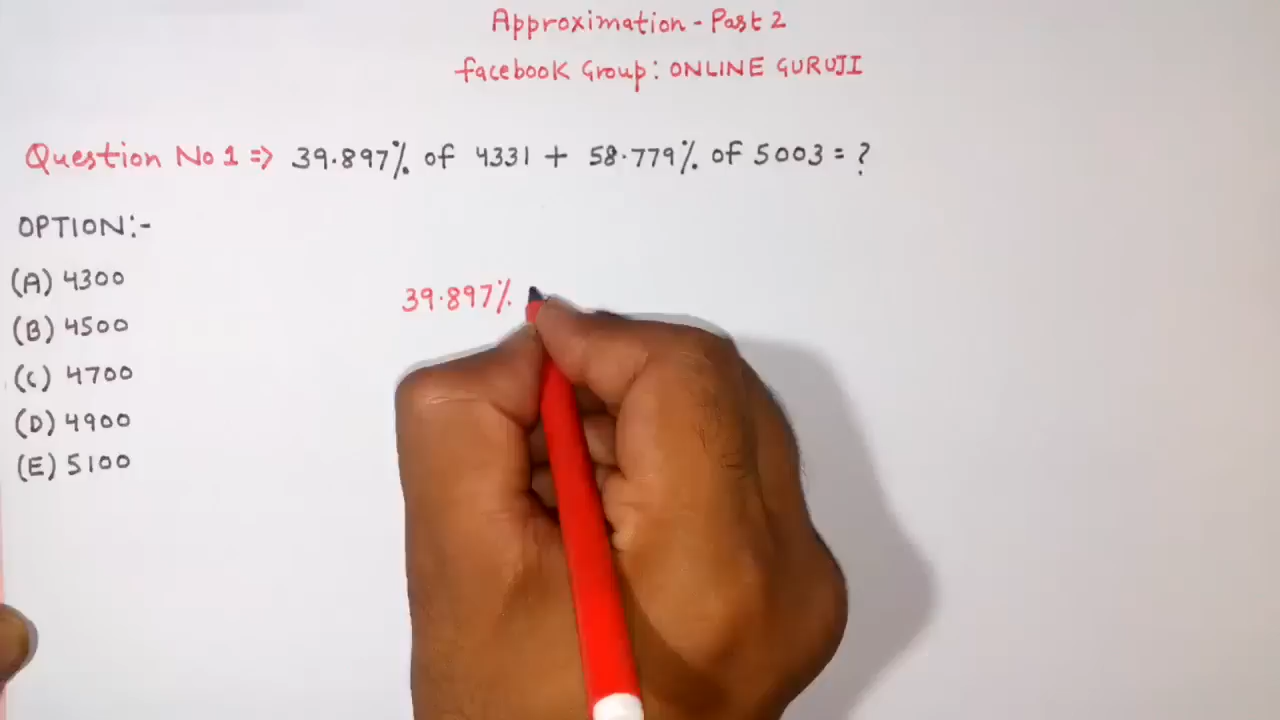 Approximation - Part 2
facebook Group: ONLINE GURUJI
Question No 1 => 39.897% of 4331 + 58.779% of 5003 = ?
OPTION:-
(A) 4300
(B) 4500
(C) 4700
(D) 4900
(E) 5100
39.897%